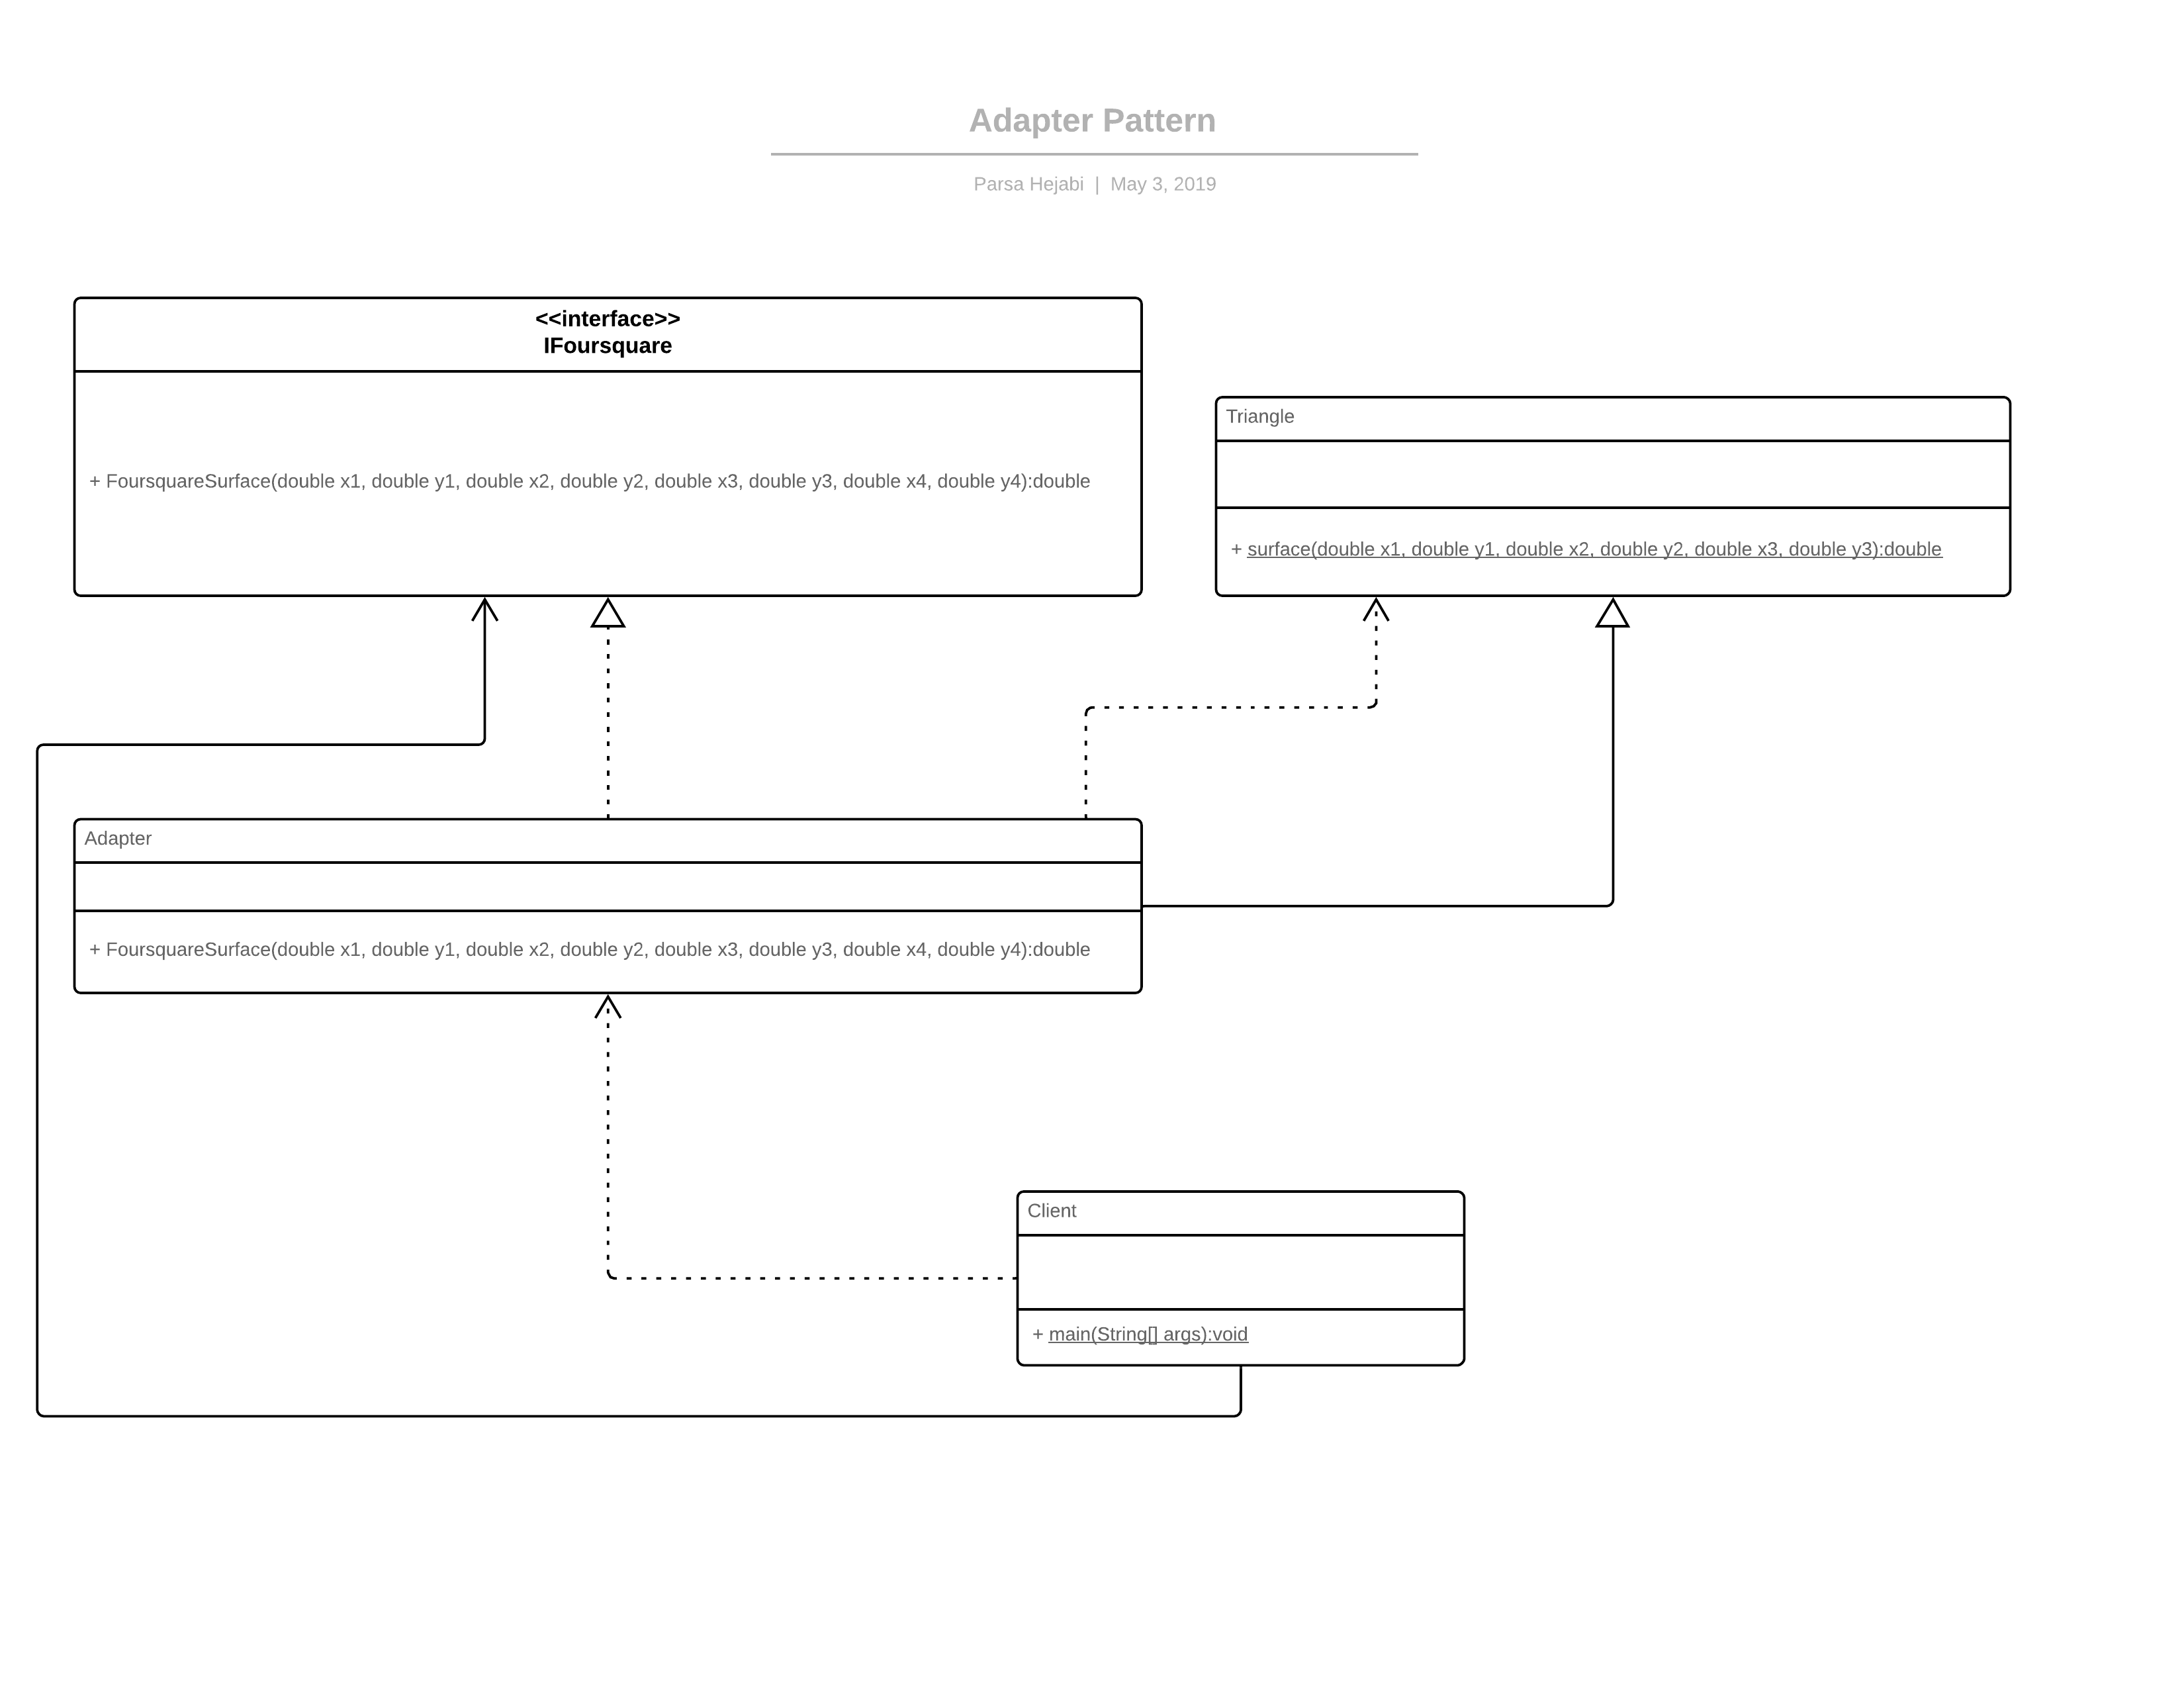 Adapter Pattern
Parsa Hejabi | May 3, 2019
<<interface>>
IFoursquare
+ FoursquareSurface(double x1, double y1, double x2, double y2, double x3, double y3, double x4, double y4):double
Triangle
+ surface(double x1, double y1, double x2, double y2, double x3, double y3):double
Adapter
+ FoursquareSurface(double x1, double y1, double x2, double y2, double x3, double y3, double x4, double y4):double
Client
+ main(String[] args):void